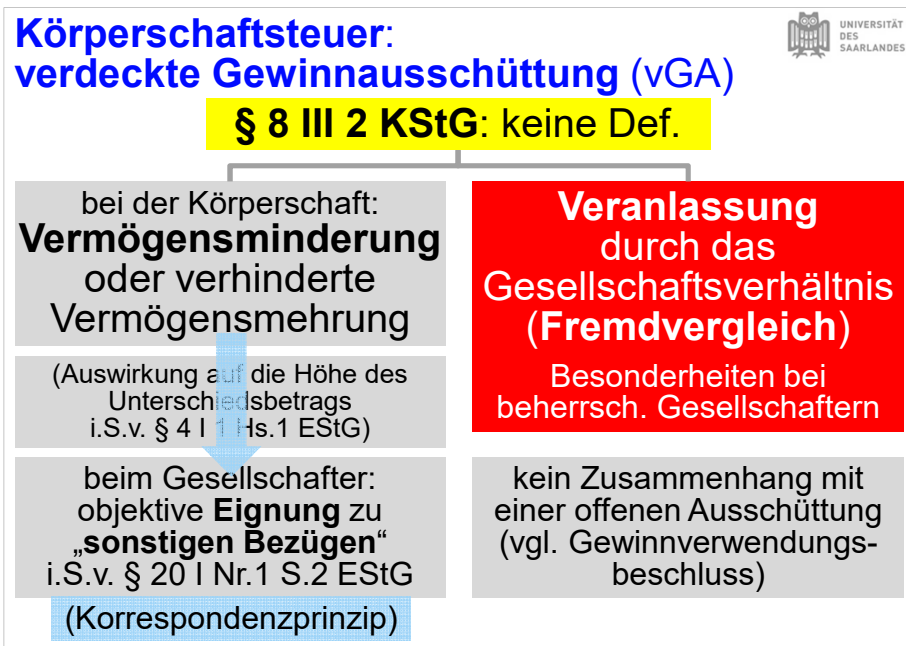 Körperschaftsteuer:
verdeckte Gewinnausschüttung (vGA)
UNIVERSITÄT
DES
SAARLANDES
§ 8 III 2 KStG: keine Def.
bei der Körperschaft:
Vermögensminderung
oder verhinderte
Vermögensmehrung
(Auswirkung auf die Höhe des
Unterschiedsbetrags
i.S.v. § 4 I 1 Hs.1 EStG)
beim Gesellschafter:
objektive Eignung zu
„sonstigen Bezügen“
i.S.v. § 20 I Nr.1 S.2 EStG
(Korrespondenzprinzip)
Veranlassung
durch das
Gesellschaftsverhältnis
(Fremdvergleich)
Besonderheiten bei
beherrsch. Gesellschaftern
kein Zusammenhang mit
einer offenen Ausschüttung
(vgl. Gewinnverwendungs-
beschluss)